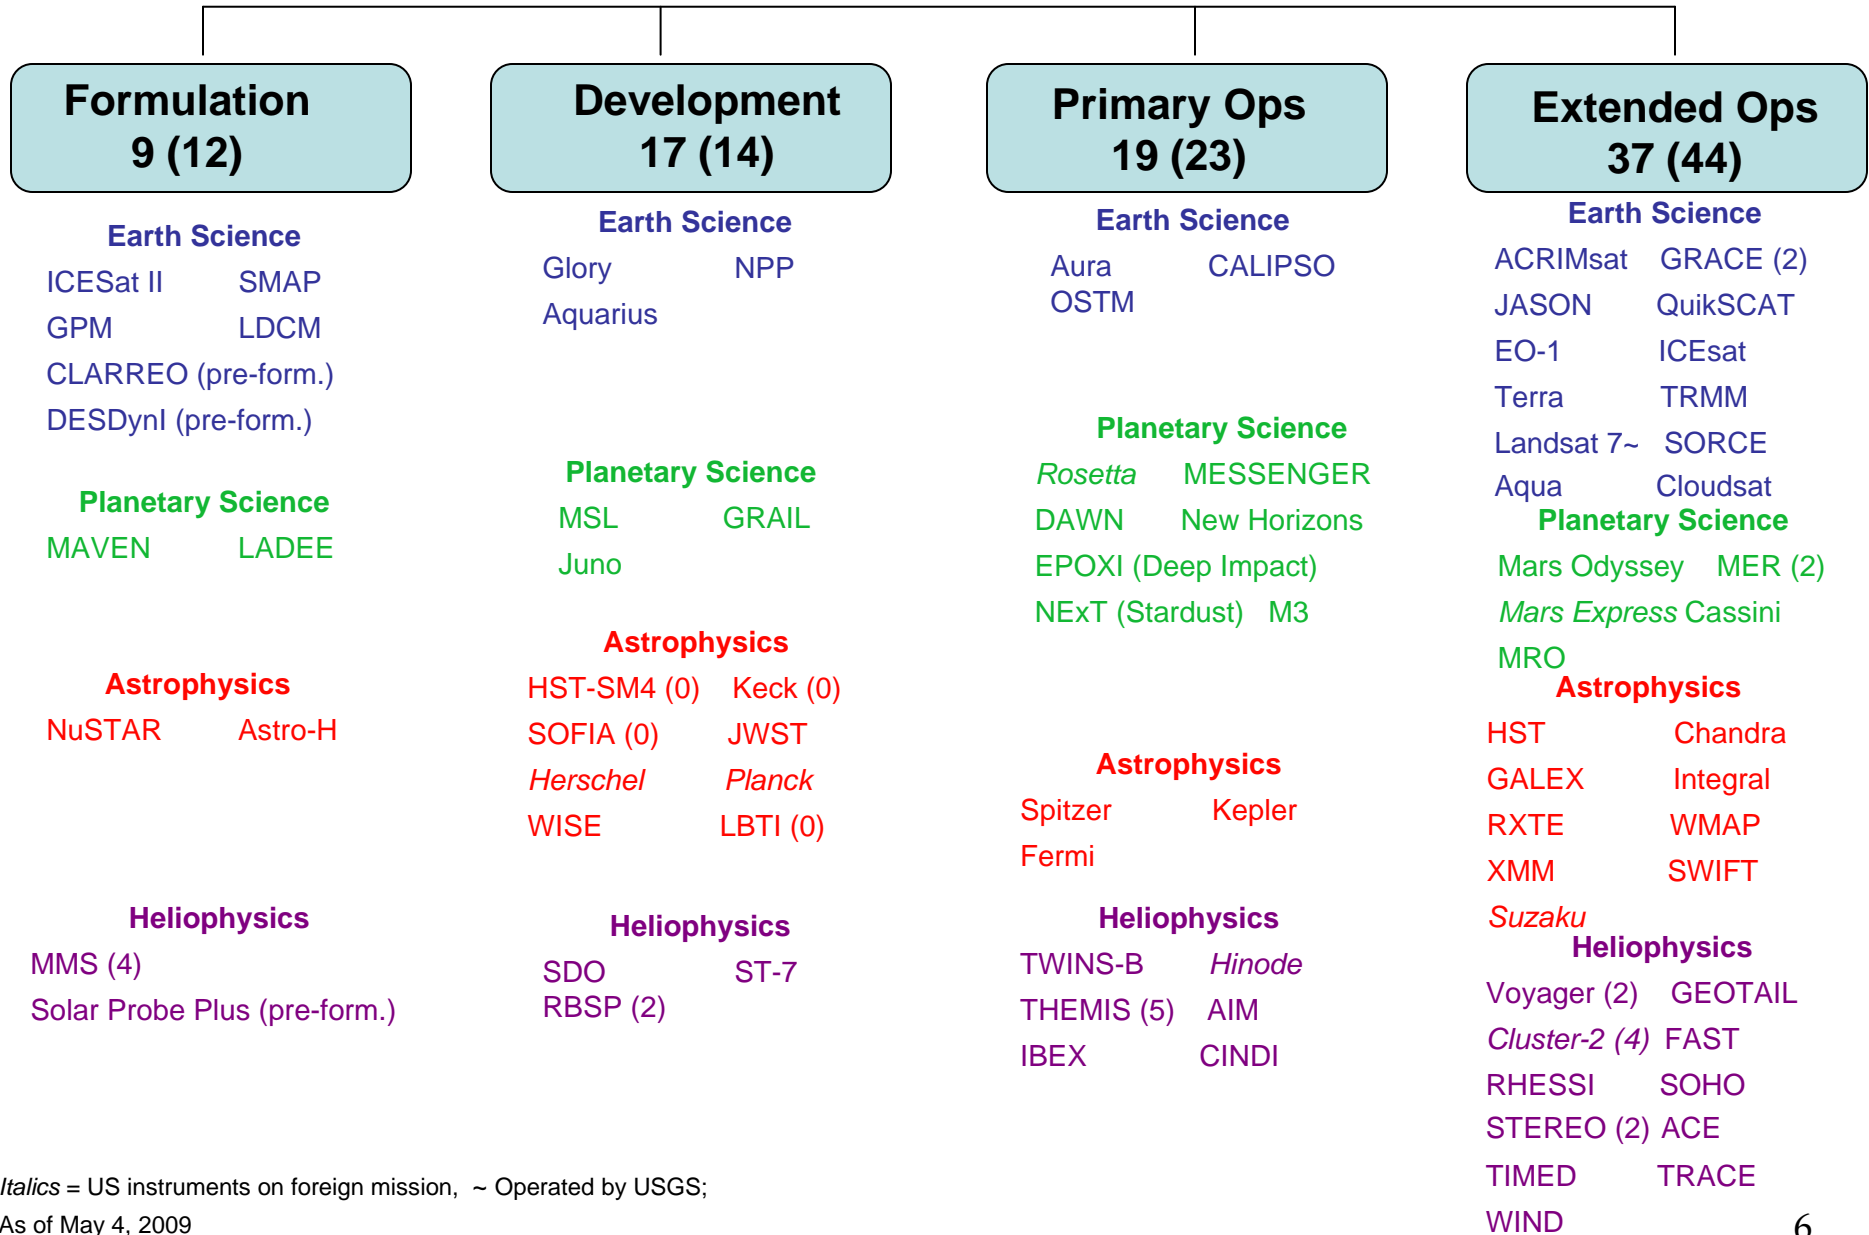 Formulation
9 (12)
Earth Science
ICESat II SMAP
GPM LDCM
CLARREO (pre-form.)
DESDynI (pre-form.)
Planetary Science
MAVEN LADEE
Astrophysics
NuSTAR Astro-H
Heliophysics
MMS (4)
Solar Probe Plus (pre-form.)
Development
17 (14)
Earth Science
Glory NPP
Aquarius
Planetary Science
MSL GRAIL
Juno
Astrophysics
HST-SM4 (0) Keck (0)
SOFIA (0) JWST
Herschel Planck
WISE LBTI (0)
Heliophysics
SDO ST-7
RBSP (2)
Primary Ops
19 (23)
Earth Science
Aura CALIPSO
OSTM
Planetary Science
Rosetta MESSENGER
DAWN New Horizons
EPOXI (Deep Impact)
NExT (Stardust) M3
Astrophysics
Spitzer Kepler
Fermi
Heliophysics
TWINS-B Hinode
THEMIS (5) AIM
IBEX CINDI
Extended Ops
37 (44)
Earth Science
ACRIMsat GRACE (2)
JASON QuikSCAT
EO-1 ICEsat
Terra TRMM
Landsat 7~ SORCE
Aqua Cloudsat
Planetary Science
Mars Odyssey MER (2)
Mars Express Cassini
MRO
Astrophysics
HST Chandra
GALEX Integral
RXTE WMAP
XMM SWIFT
Suzaku
Heliophysics
Voyager (2) GEOTAIL
Cluster-2 (4) FAST
RHESSI SOHO
STEREO (2) ACE
TIMED TRACE
WIND
Italics = US instruments on foreign mission, ~ Operated by USGS;
As of May 4, 2009
6